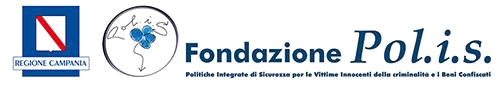 REGIONE CAMPANIA
Pol.i.S
Fondazione Pol.i.s.
Politiche Integrate di Sicurezza per le Vittime Innocenti della criminalità e i Beni Confiscati